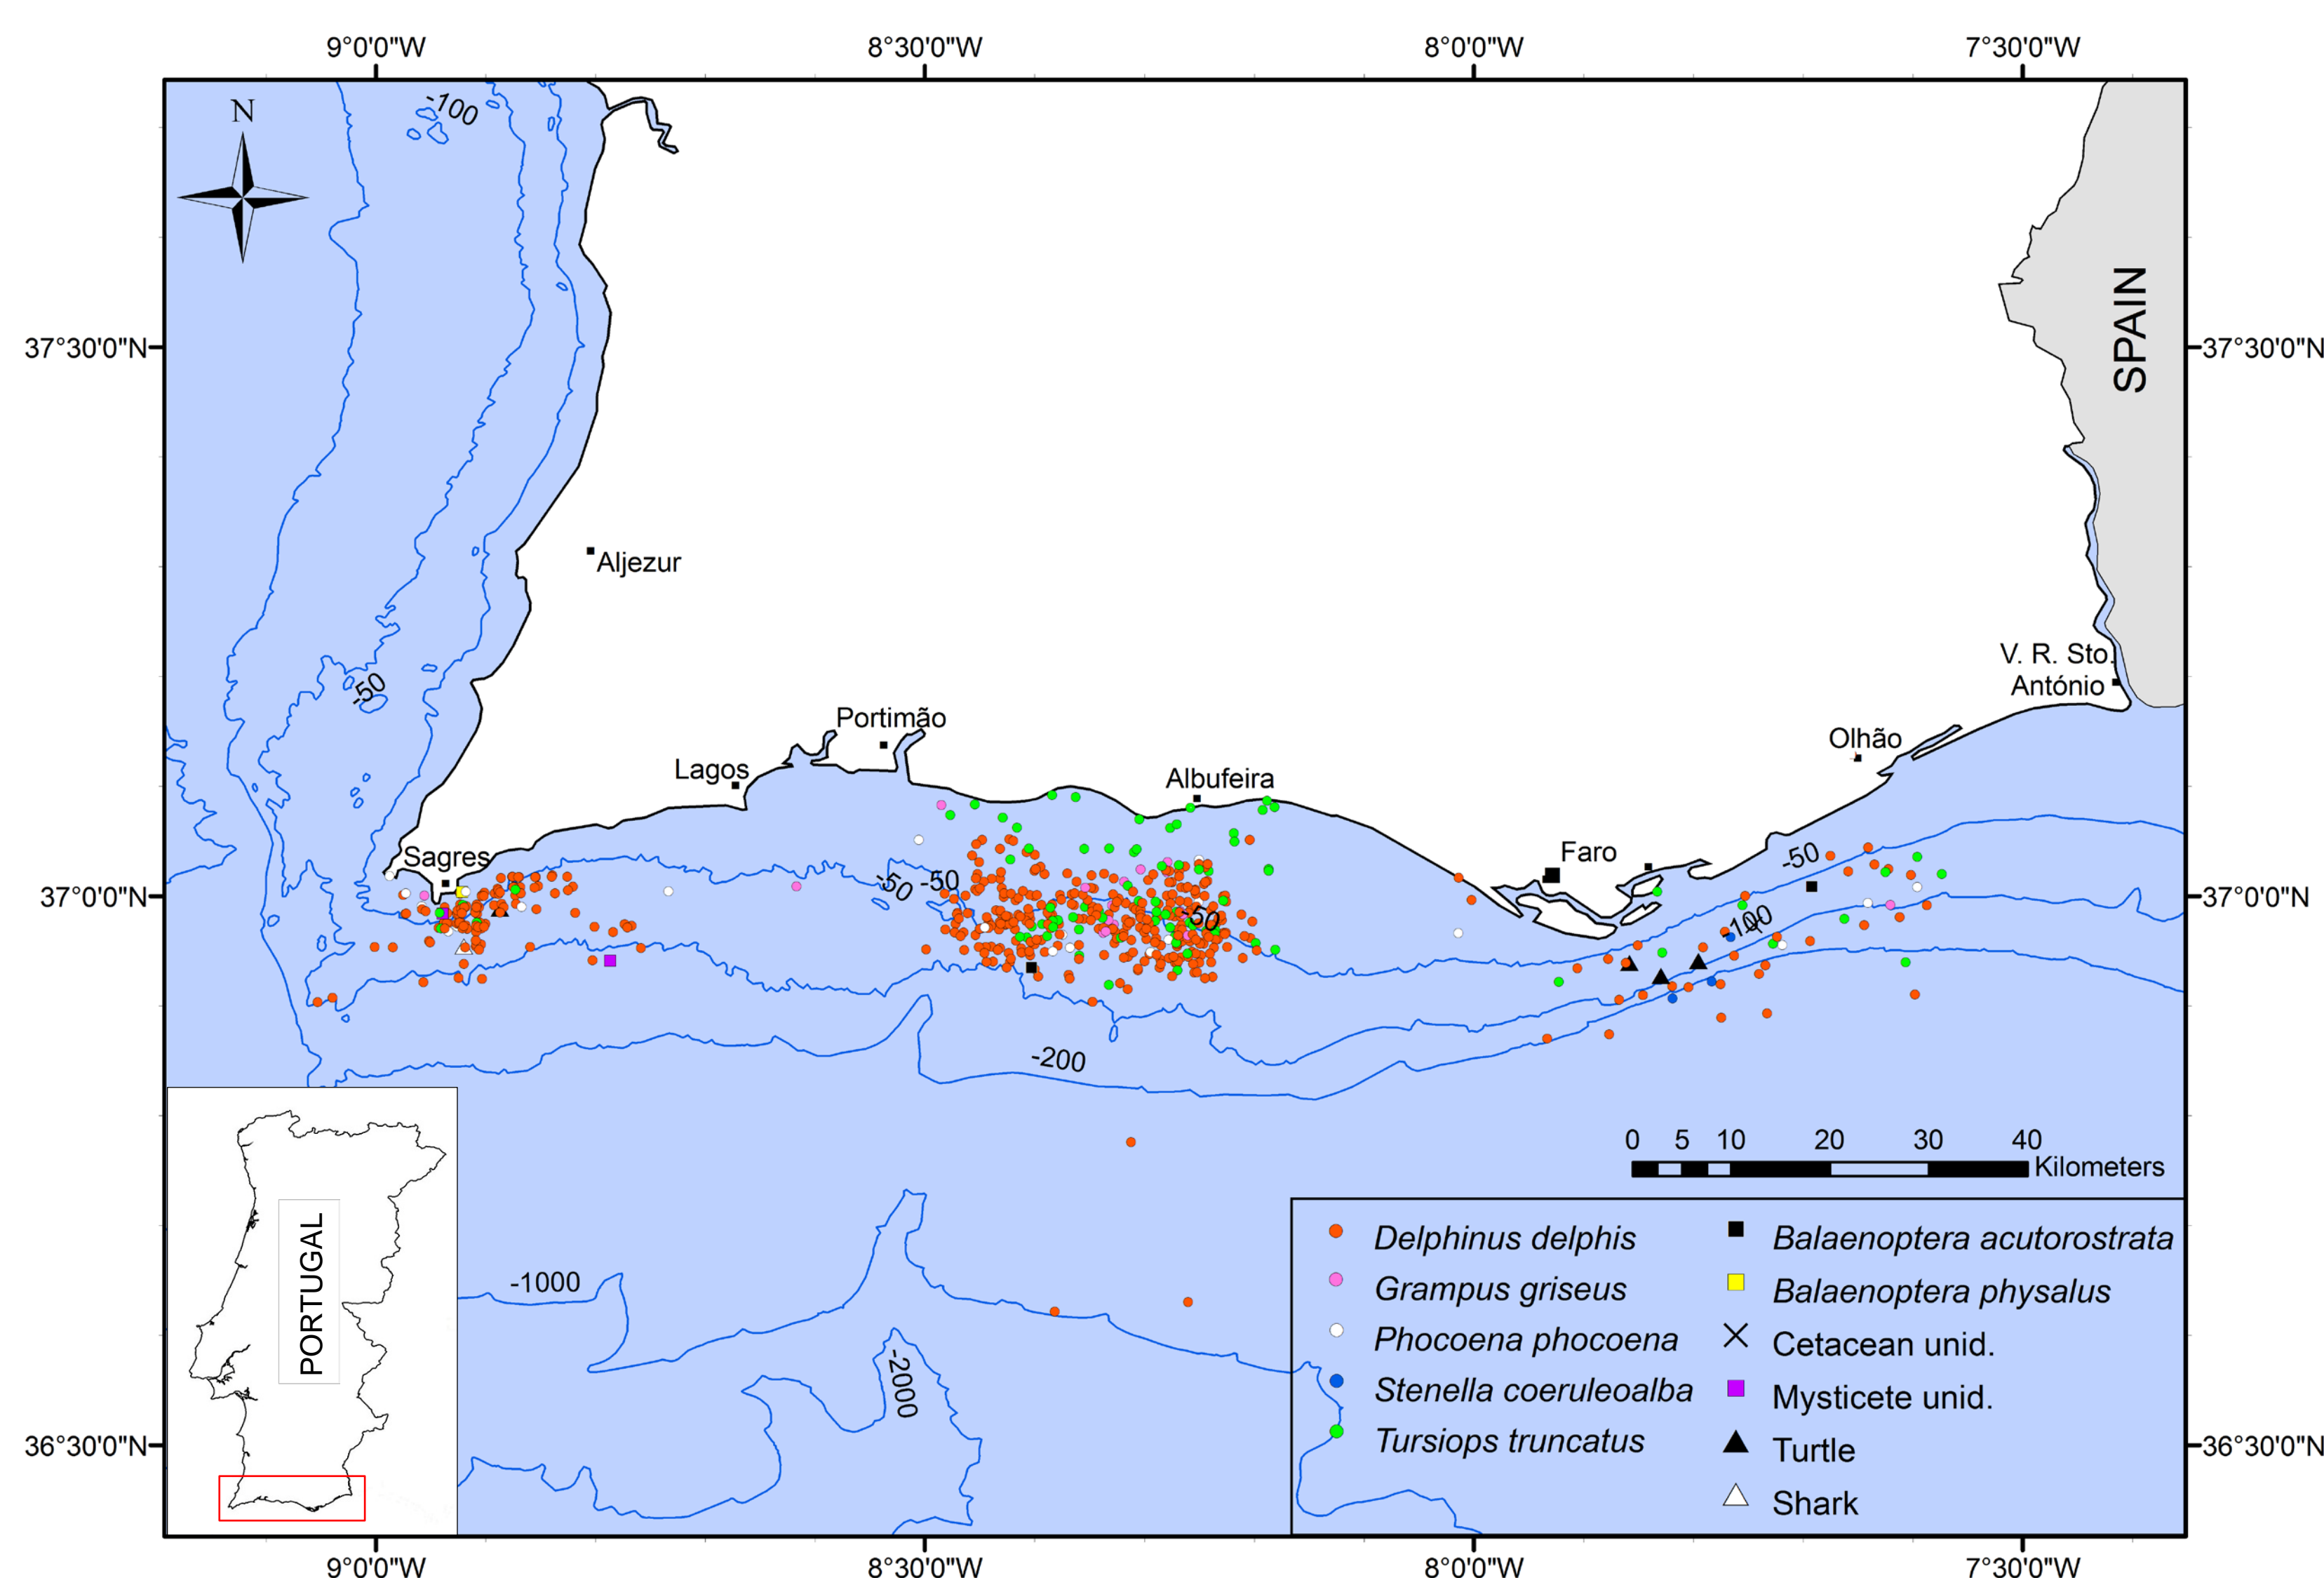 9°0'0"W 8°30'0"W 8°0'0"W 7°30'0"W
N
-100
37°30'0"N
37°30'0"N
SPAIN
Aljezur
-50
V. R. Sto.
António
Portimão
Olhão
Lagos
Albufeira
Sagres
Faro
-50
-50
-50
-50
-100
37°0'0"N
37°0'0"N
-200
0 5 10 20 30 40
Kilometers
PORTUGAL
-1000
-2000
Delphinus delphis
Grampus griseus
Phocoena phocoena
Stenella coeruleoalba
Tursiops truncatus
Balaenoptera acutorostrata
Balaenoptera physalus
Cetacean unid.
Mysticete unid.
Turtle
Shark
36°30'0"N
36°30'0"N
9°0'0"W 8°30'0"W 8°0'0"W 7°30'0"W